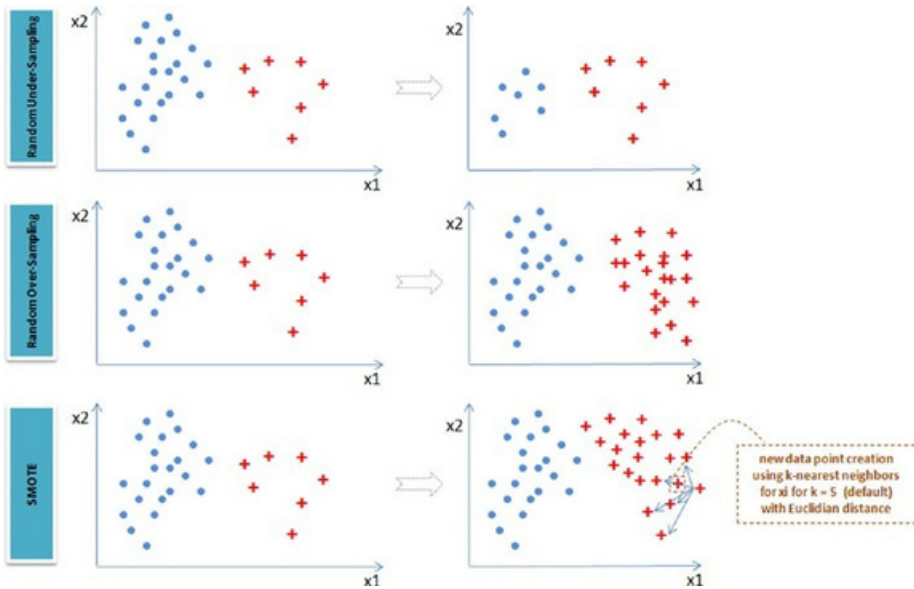 Random Under-Sampling
x2
x1
x2
x1
Random Over-Sampling
x2
x1
x2
x1
SMOTE
x2
x1
x2
x1
new data point creation
using k-nearest neighbors
for xi for k = 5 (default)
with Euclidian distance